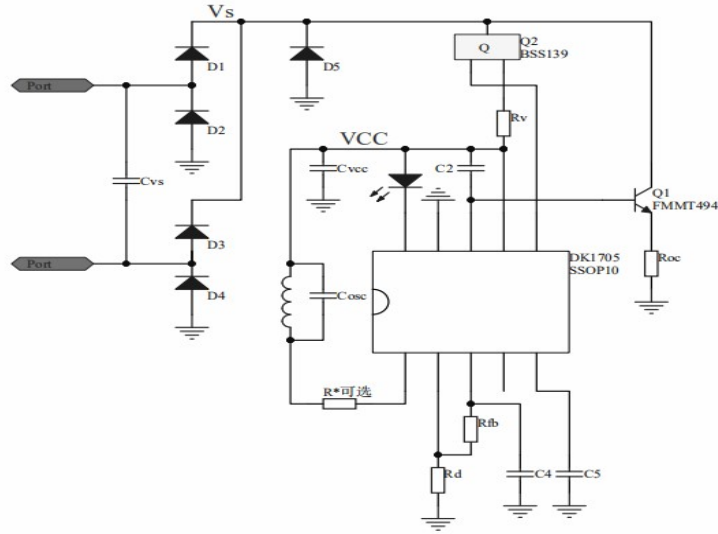 Vs
D1
D5
Q
Q2
BSS139
Port
D2
Rv
VCC
Cvs
Cvcc
C2
Q1
FMMT494
D3
DK1705
SSOP10
Roc
Port
D4
Cosc
R*可选
Rfb
Rd
C4
C5